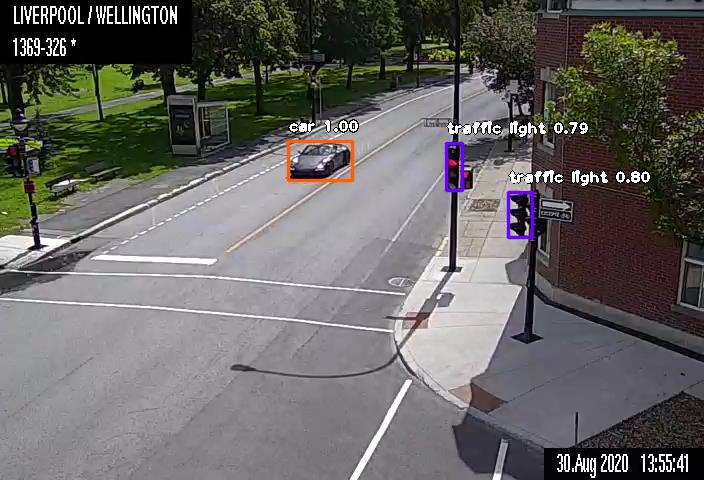 LIVERPOOL / WELLINGTON
1369-326 *
car 1.00
traffic light 0.79
traffic light 0.80
EXCEPTÉ
30.Aug 2020 13:55:41